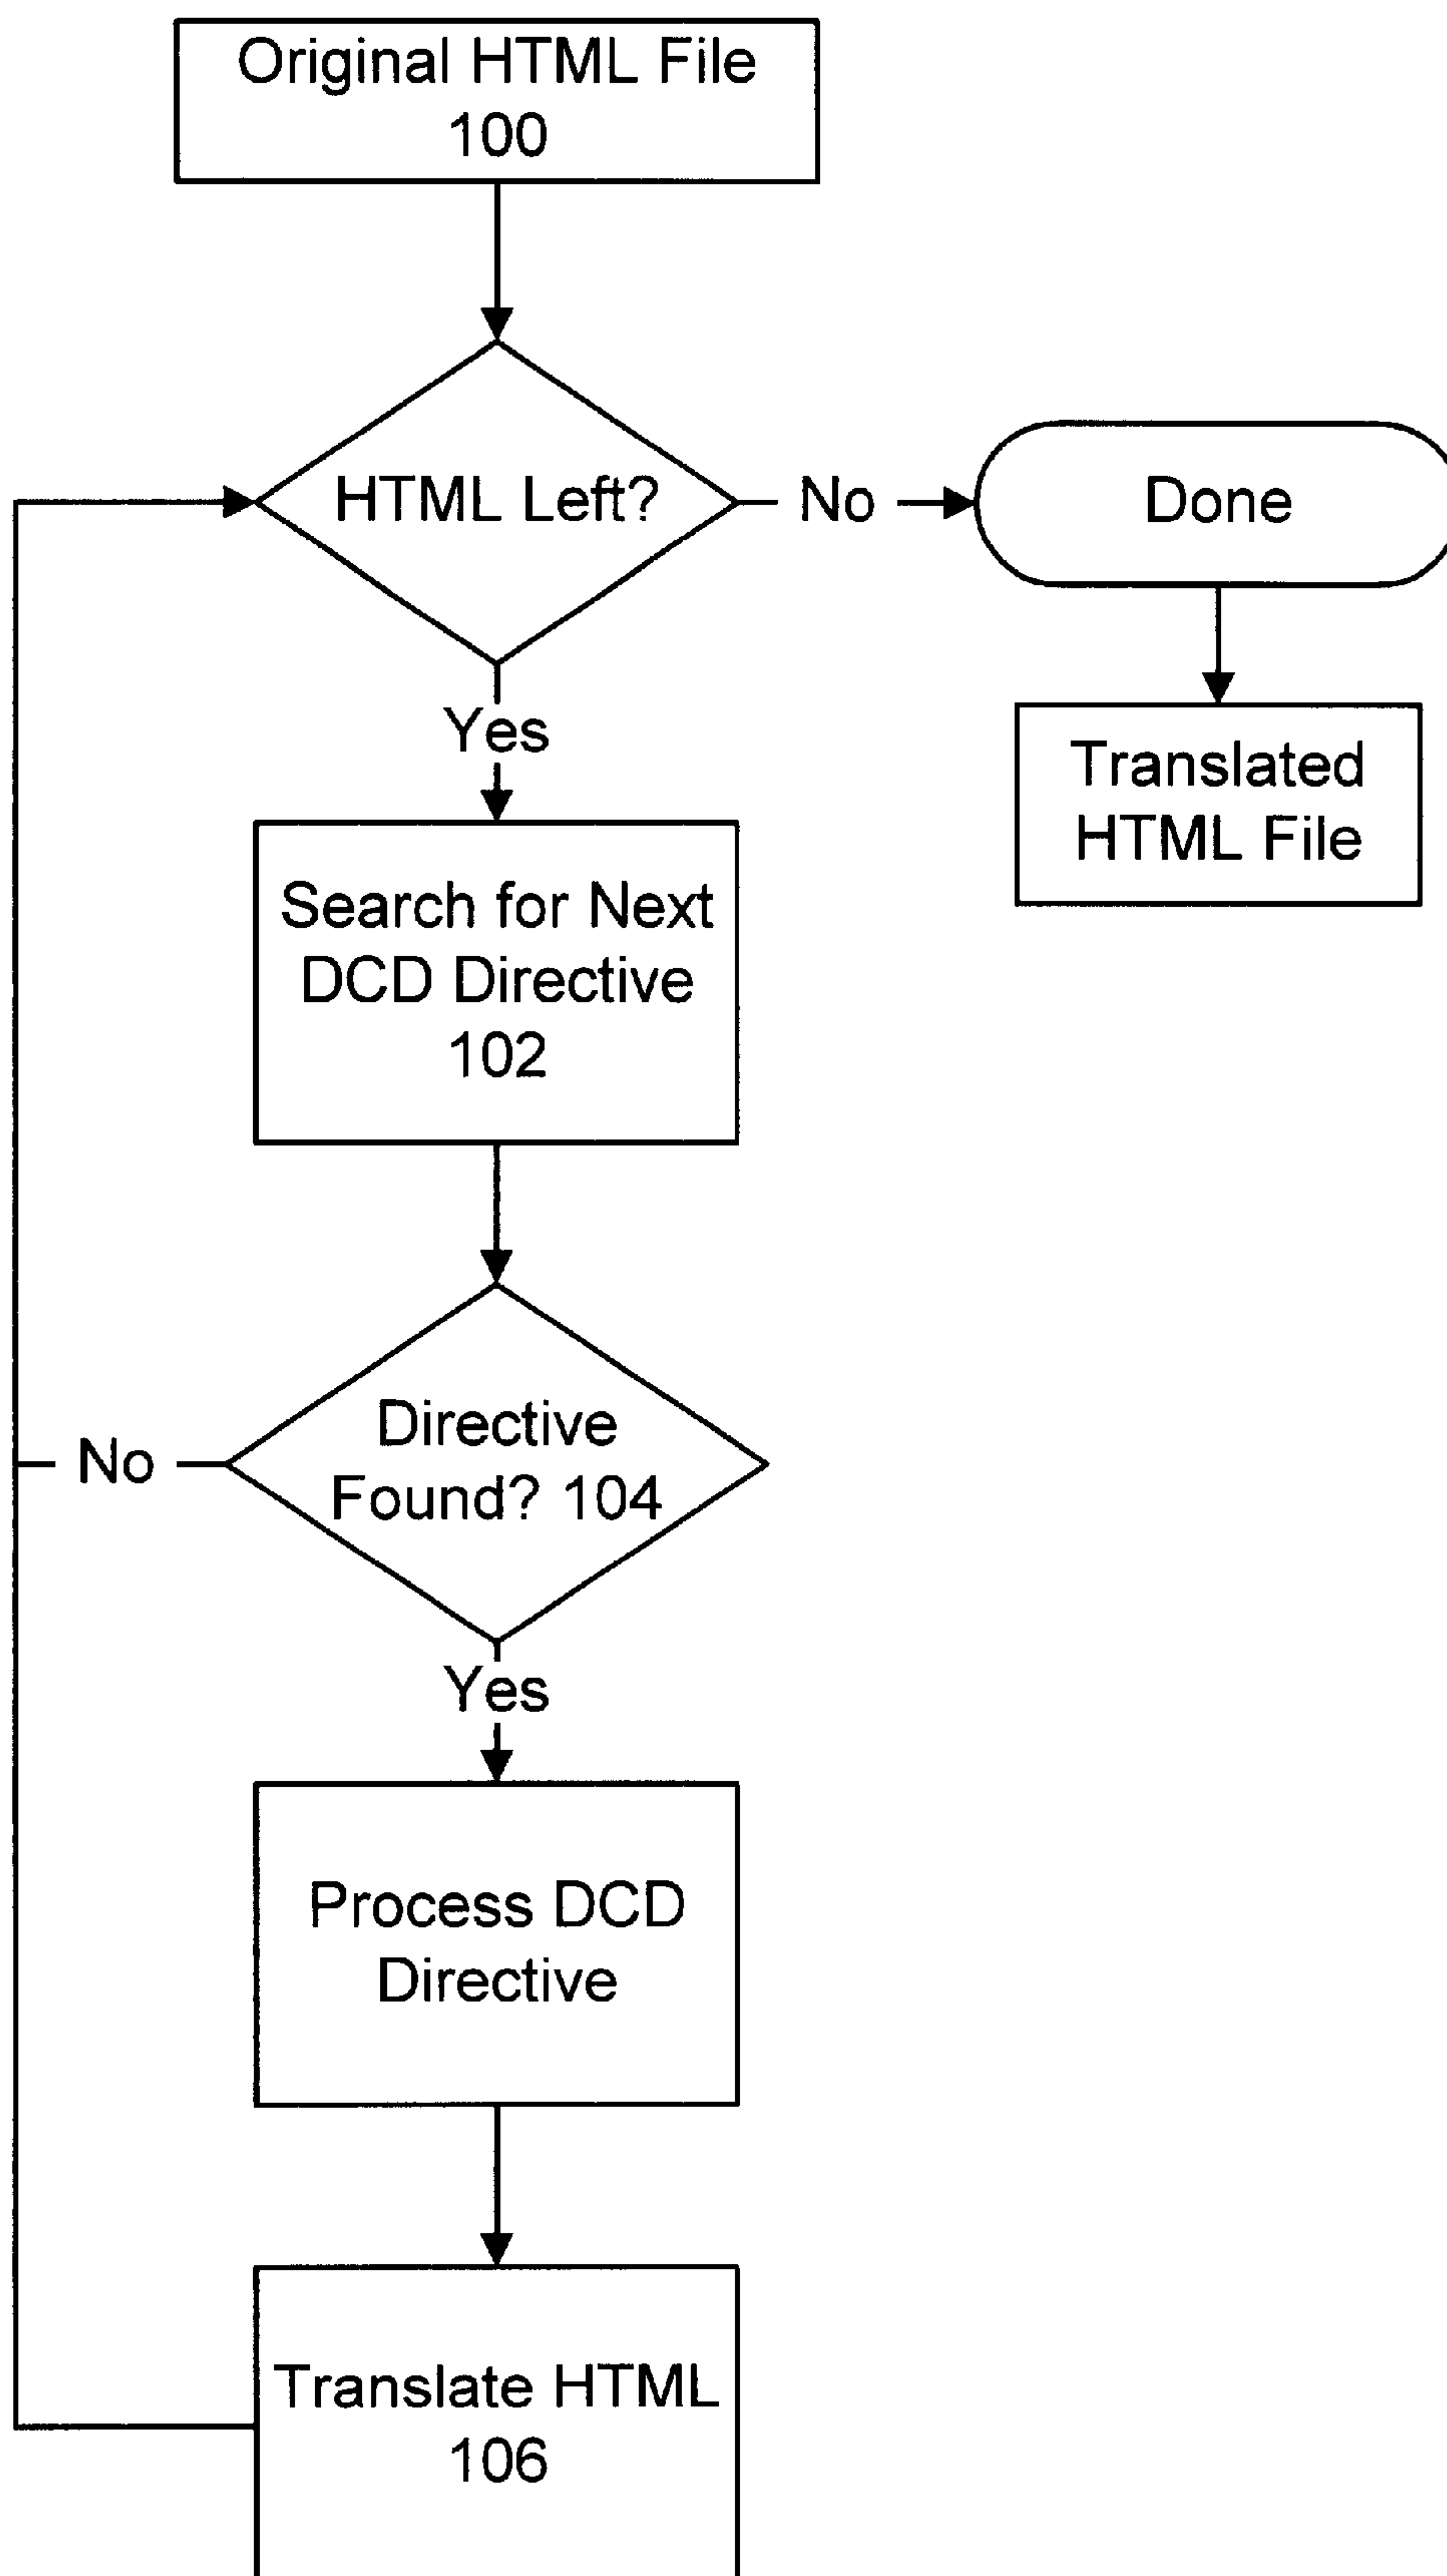 Original HTML File
100
HTML Left?
No
Done
Yes
Translated
HTML File
Search for Next
DCD Directive
102
Directive
Found? 104
No
Yes
Process DCD
Directive
Translate HTML
106